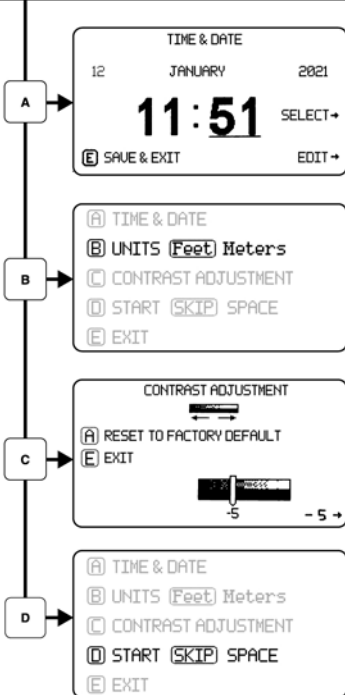 TIME & DATE
12 JANUARY 2021
A
11:51 SELECT→
E SAVE & EXIT EDIT→
A TIME & DATE
B UNITS Feet Meters
B
C CONTRAST ADJUSTMENT
D START SKIP SPACE
E EXIT
CONTRAST ADJUSTMENT
← →
A RESET TO FACTORY DEFAULT
C
E EXIT
-5 - 5 →
A TIME & DATE
B UNITS Feet Meters
D
C CONTRAST ADJUSTMENT
D START SKIP SPACE
E EXIT